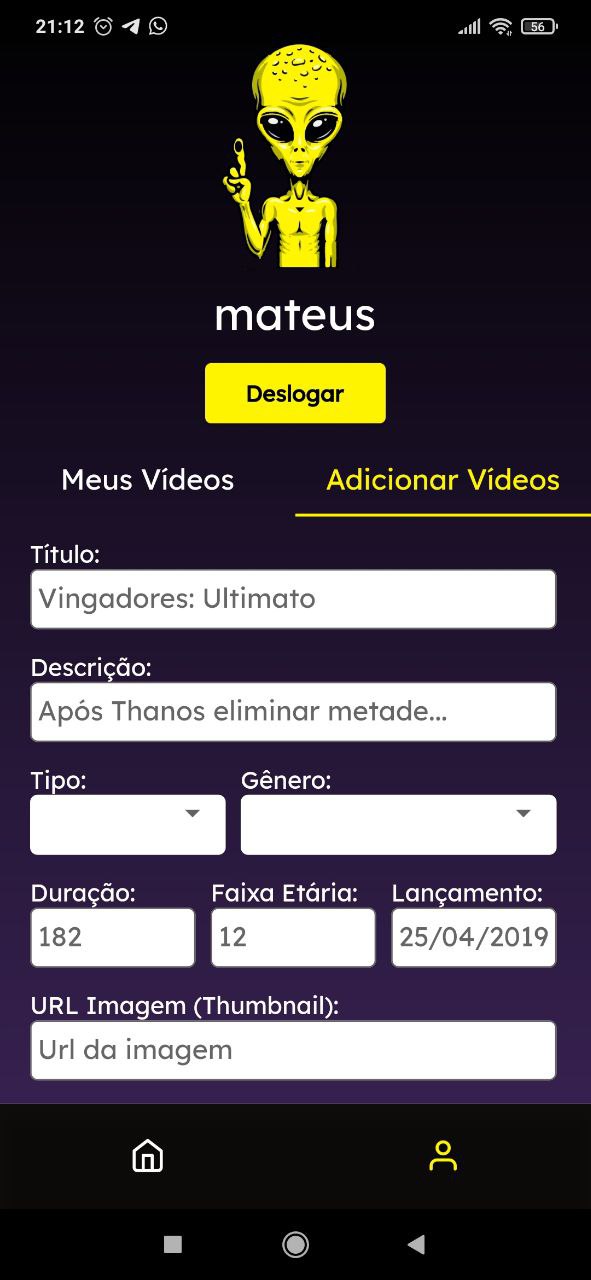 21:12 56
mateus
Deslogar
Meus Vídeos Adicionar Vídeos
Título:
Vingadores: Ultimato
Descrição:
Após Thanos eliminar metade...
Tipo: Gênero:
Duração: Faixa Etária: Lançamento:
182 12 25/04/2019
URL Imagem (Thumbnail):
Url da imagem